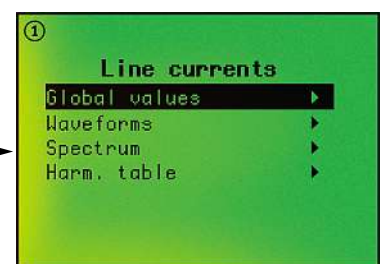 ①
Line currents
Global values
Waveforms
Spectrum
Harm. table